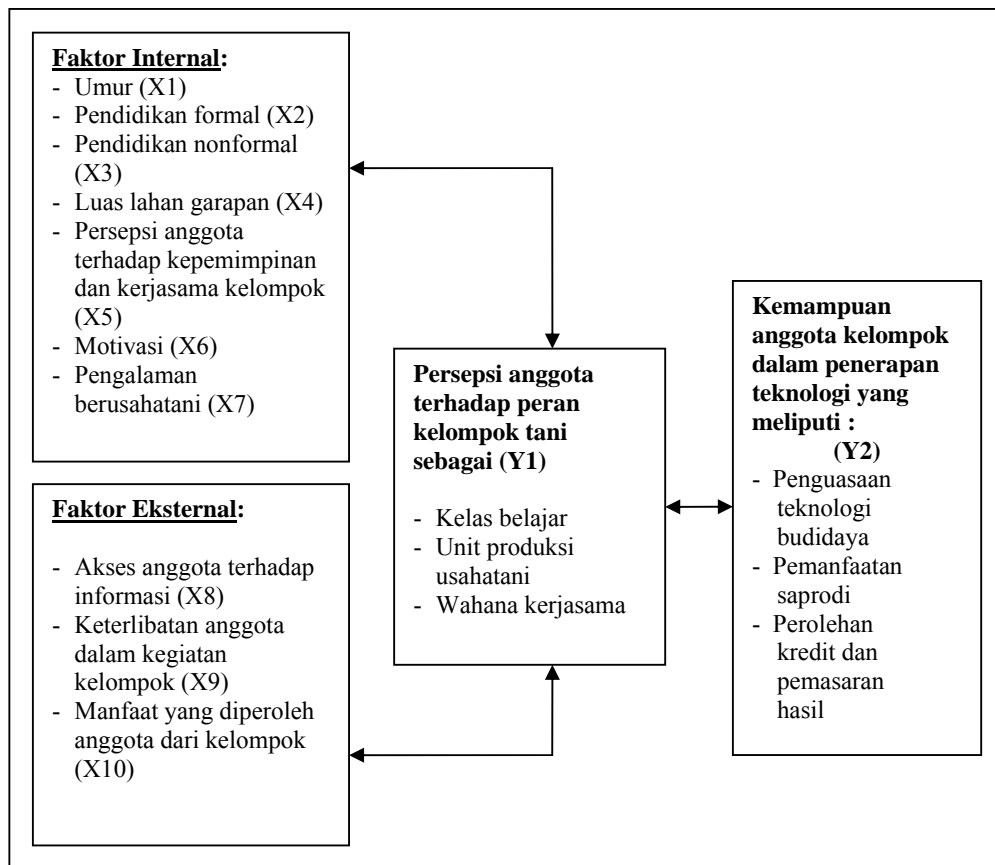 Faktor Internal:
- Umur (X1)
- Pendidikan formal (X2)
- Pendidikan nonformal
(X3)
- Luas lahan garapan (X4)
- Persepsi anggota
terhadap kepemimpinan
dan kerjasama kelompok
(X5)
- Motivasi (X6)
- Pengalaman
berusahatani (X7)
Faktor Eksternal:
- Akses anggota terhadap
informasi (X8)
- Keterlibatan anggota
dalam kegiatan
kelompok (X9)
- Manfaat yang diperoleh
anggota dari kelompok
(X10)
Persepsi anggota
terhadap peran
kelompok tani
sebagai (Y1)
- Kelas belajar
- Unit produksi
usahatani
- Wahana kerjasama
Kemampuan
anggota kelompok
dalam penerapan
teknologi yang
meliputi :
(Y2)
- Penguasaan
teknologi
budidaya
- Pemanfaatan
saprodi
- Perolehan
kredit dan
pemasaran
hasil